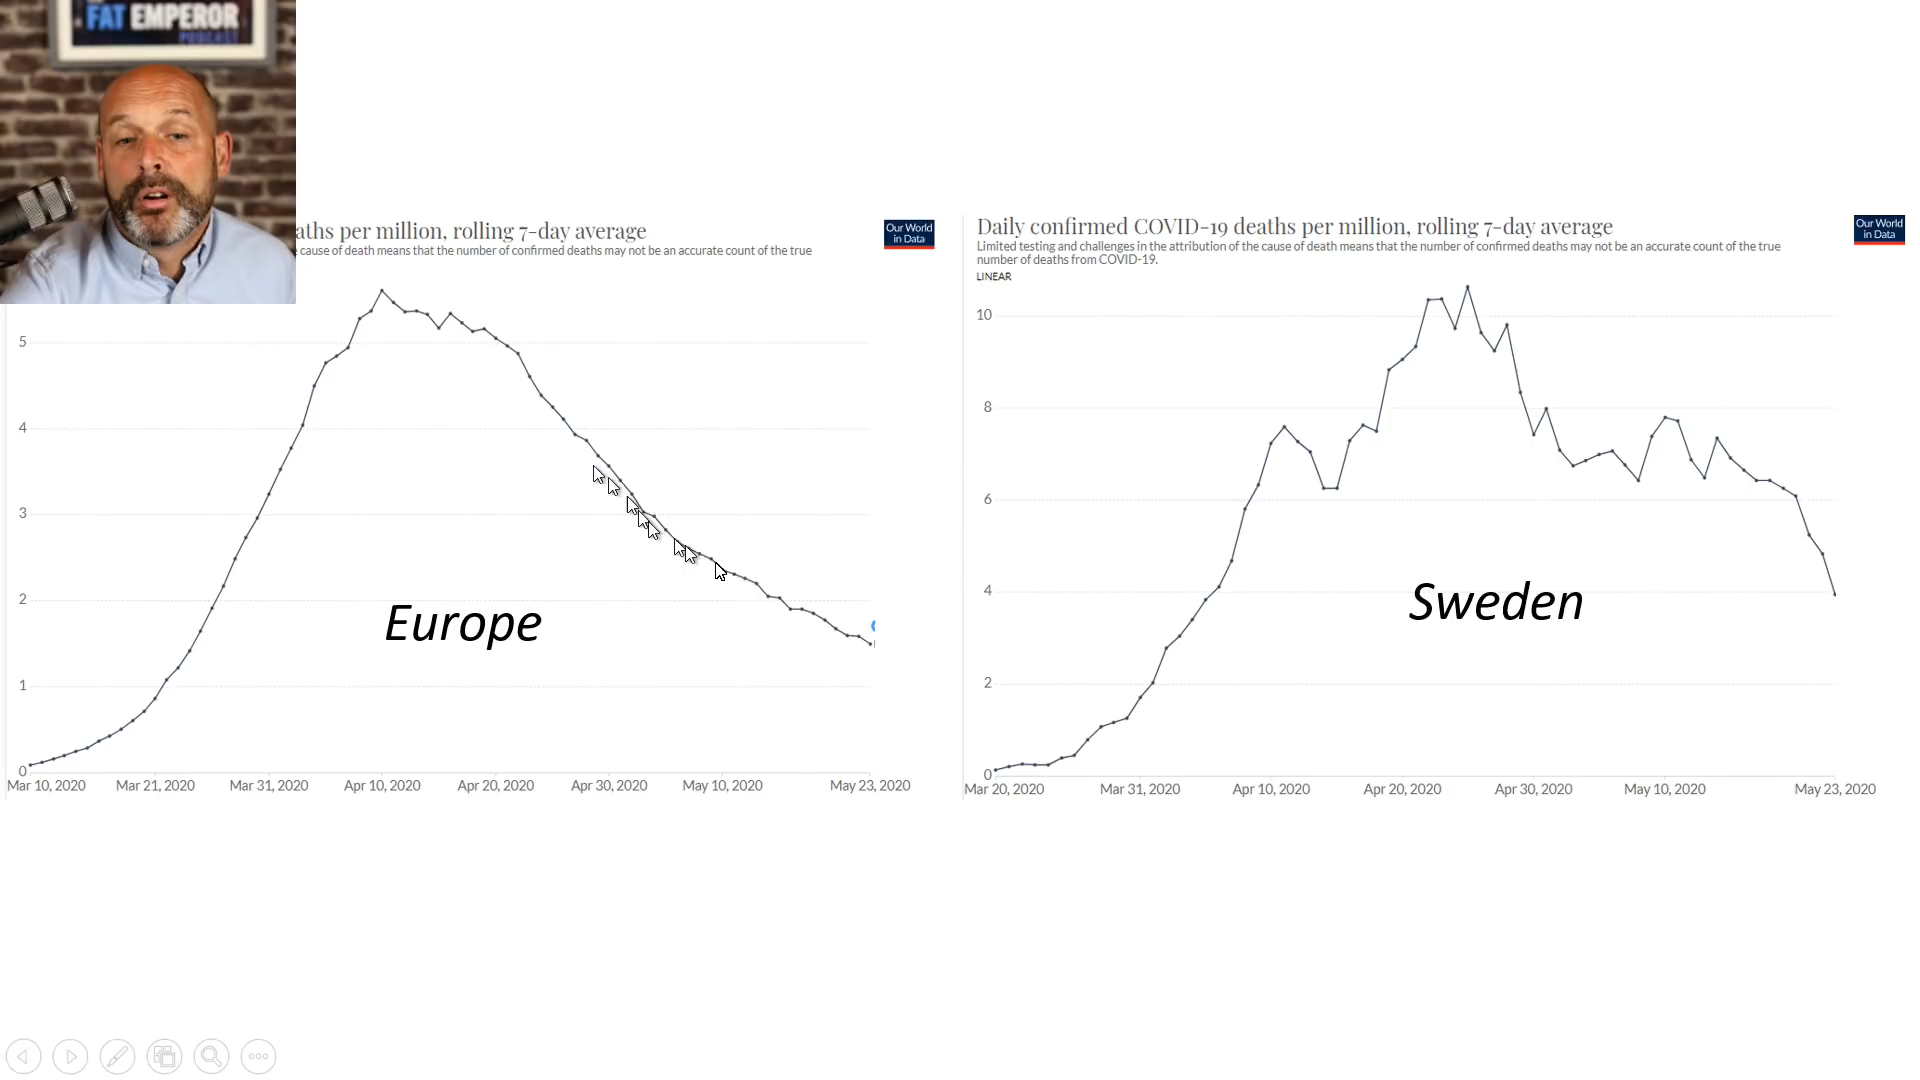 FAT EMPEROR
PODCAST
aths per million, rolling 7-day average
cause of death means that the number of confirmed deaths may not be an accurate count of the true
Our World
in Data
5
4
3
2
1
0
Mar 10, 2020
Mar 21, 2020
Mar 31, 2020
Apr 10, 2020
Apr 20, 2020
Apr 30, 2020
May 10, 2020
May 23, 2020
Europe
Daily confirmed COVID-19 deaths per million, rolling 7-day average
Limited testing and challenges in the attribution of the cause of death means that the number of confirmed deaths may not be an accurate count of the true
number of deaths from COVID-19.
LINEAR
Our World
in Data
10
8
6
4
2
0
Mar 20, 2020
Mar 31, 2020
Apr 10, 2020
Apr 20, 2020
Apr 30, 2020
May 10, 2020
May 23, 2020
Sweden